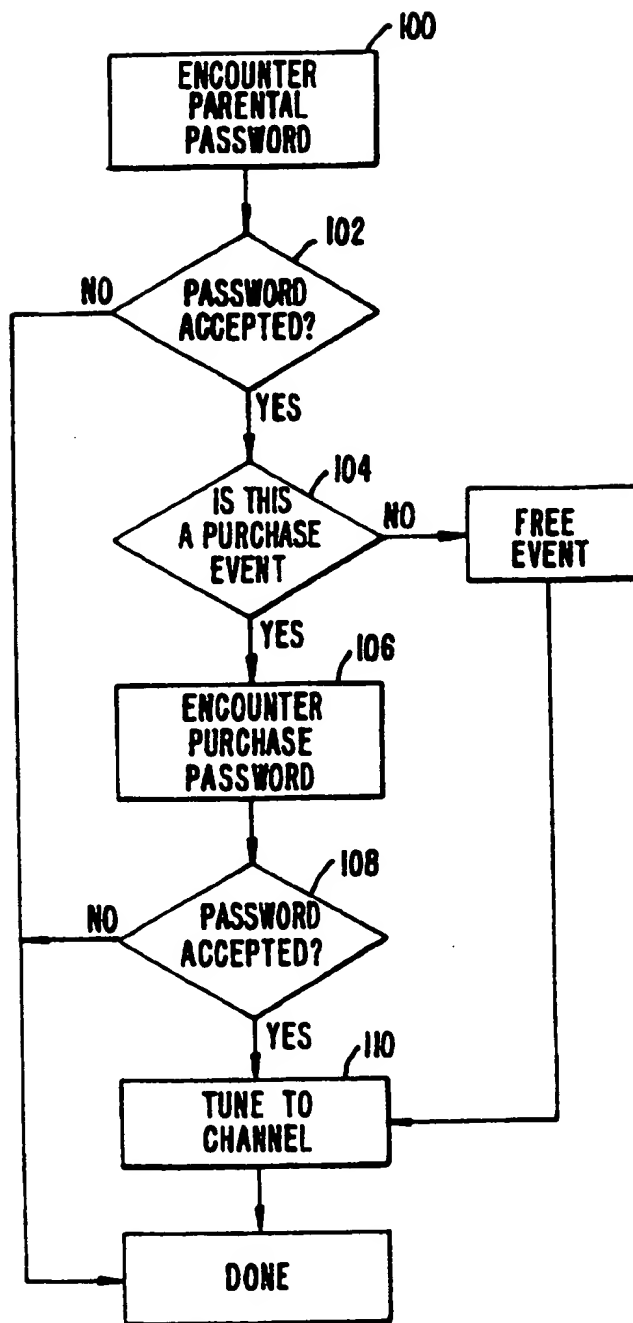 100
ENCOUNTER
PARENTAL
PASSWORD
102
NO
PASSWORD
ACCEPTED?
YES
104
IS THIS
A PURCHASE
EVENT
NO
FREE
EVENT
YES
106
ENCOUNTER
PURCHASE
PASSWORD
108
NO
PASSWORD
ACCEPTED?
YES
110
TUNE TO
CHANNEL
DONE